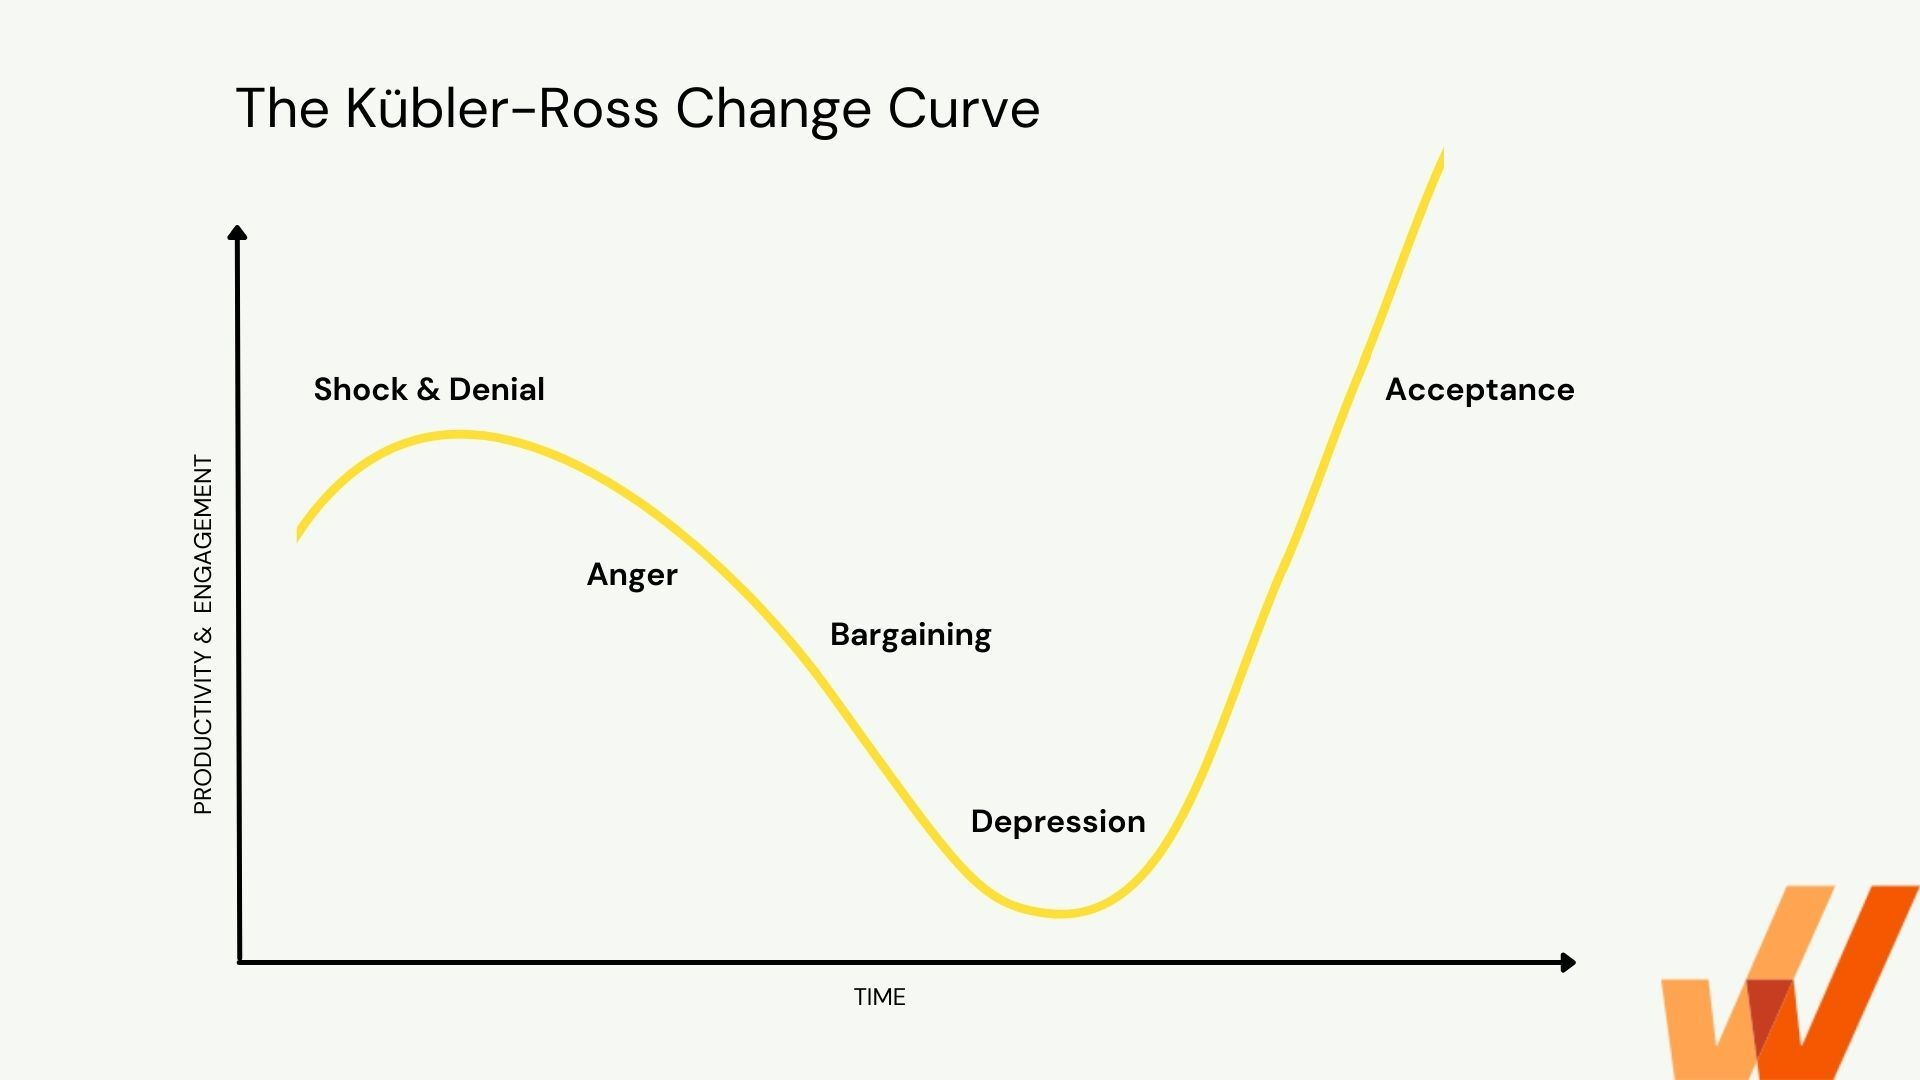 The Kübler-Ross Change Curve
Shock & Denial
Acceptance
Anger
Bargaining
Depression
PRODUCTIVITY & ENGAGEMENT
TIME